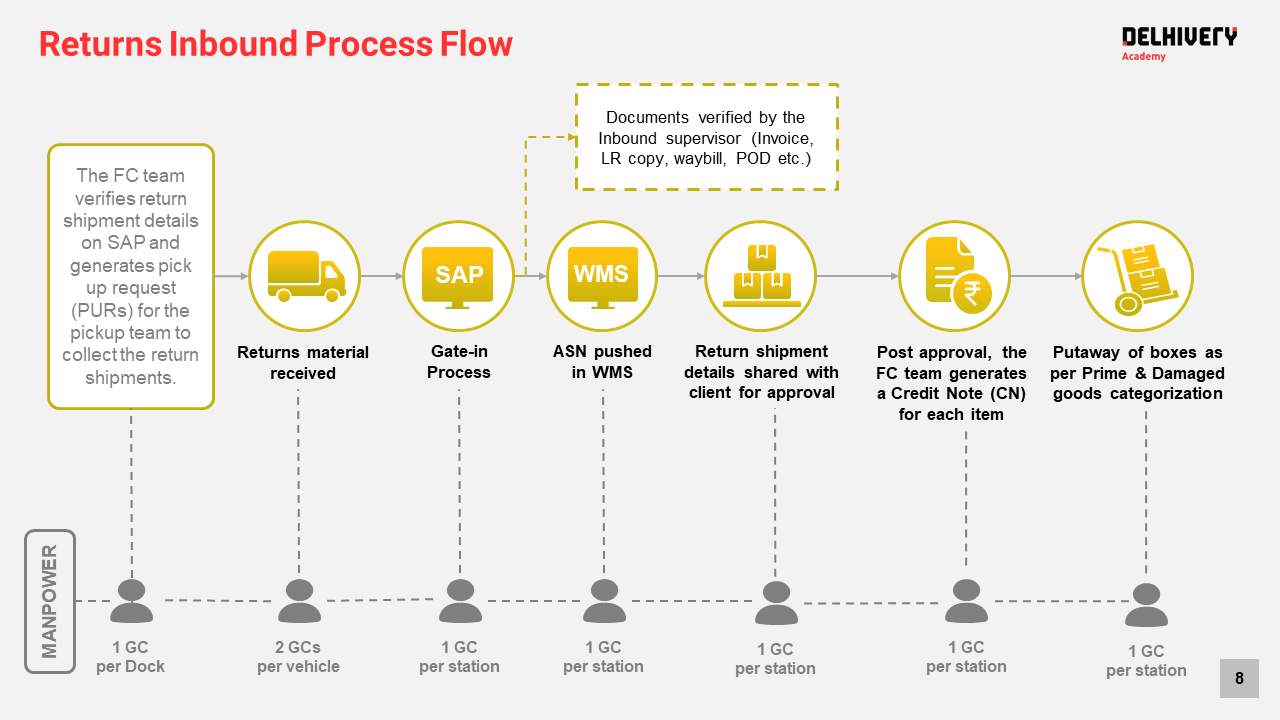 Returns Inbound Process Flow
DELHIVERY
Academy
Documents verified by the
Inbound supervisor (Invoice,
LR copy, waybill, POD etc.)
The FC team
verifies return
shipment details
on SAP and
generates pick
up request
(PURs) for the
pickup team to
collect the return
shipments.
SAP
WMS
Returns material
received
Gate-in
Process
ASN pushed
in WMS
Return shipment
details shared with
client for approval
Post approval, the
FC team generates
a Credit Note (CN)
for each item
Putaway of boxes as
per Prime & Damaged
goods categorization
MANPOWER
1 GC
per Dock
2 GCs
per vehicle
1 GC
per station
1 GC
per station
1 GC
per station
1 GC
per station
1 GC
per station
8